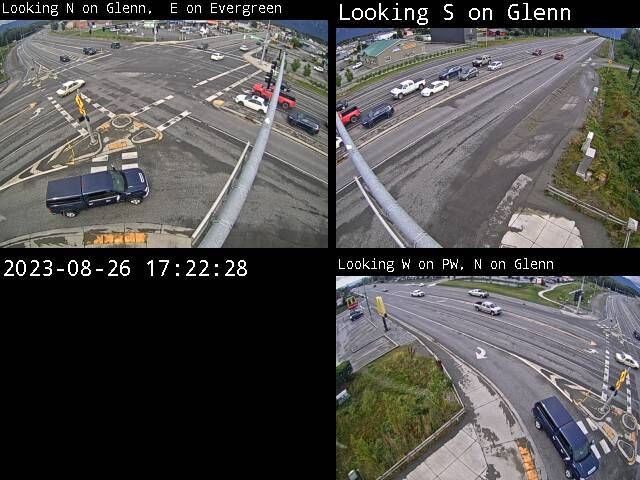 Looking N on Glenn,  E on Evergreen
Looking S on Glenn
2023-08-26 17:22:28
Looking W on PW, N on Glenn